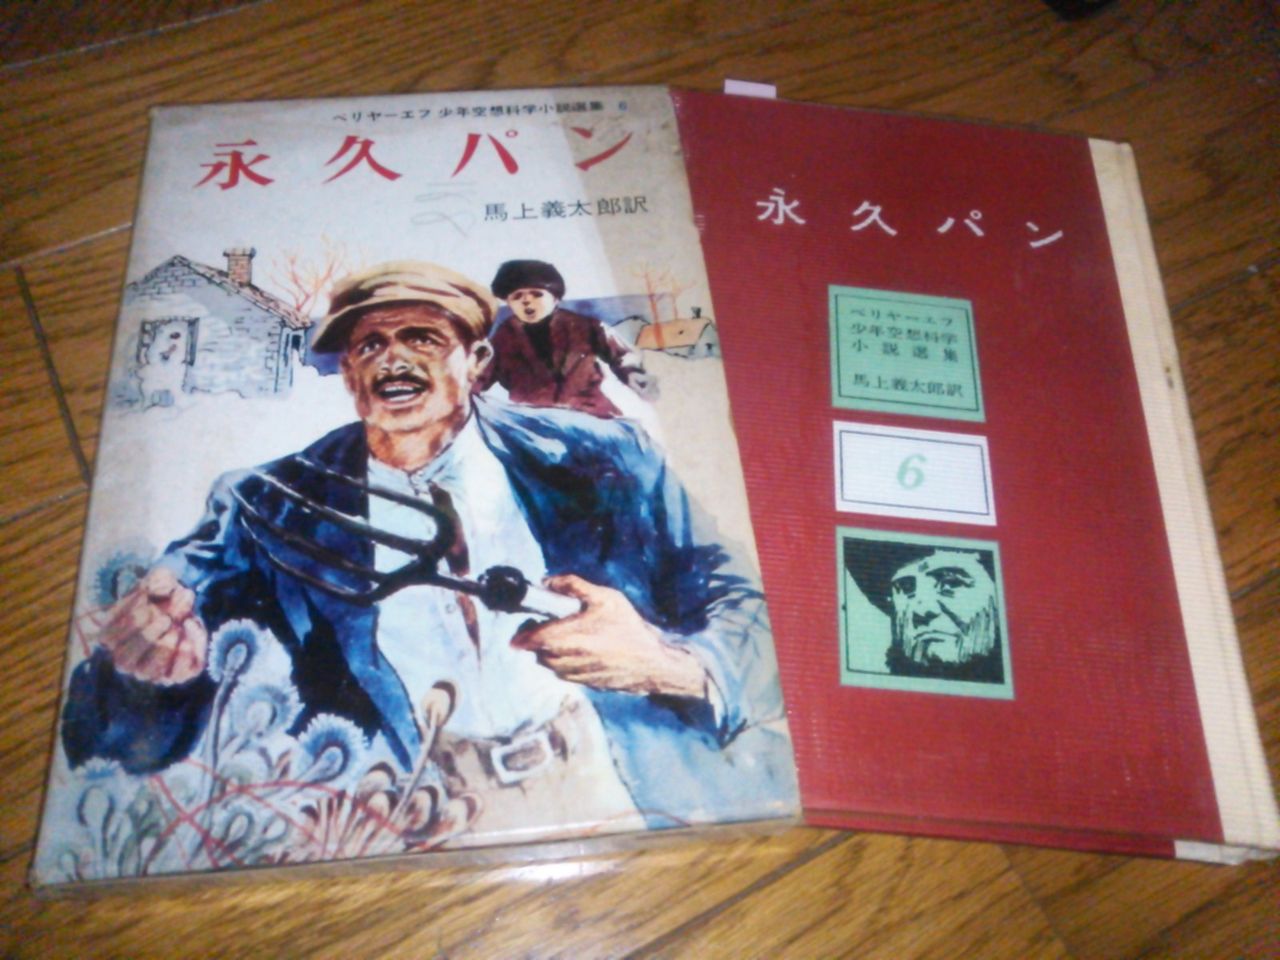 ベリヤーエフ 少年空想科学小説選集 6
永久パン
馬上義太郎訳
永久パン
ベリヤーエフ
少年空想科学
小説選集
馬上義太郎訳
6